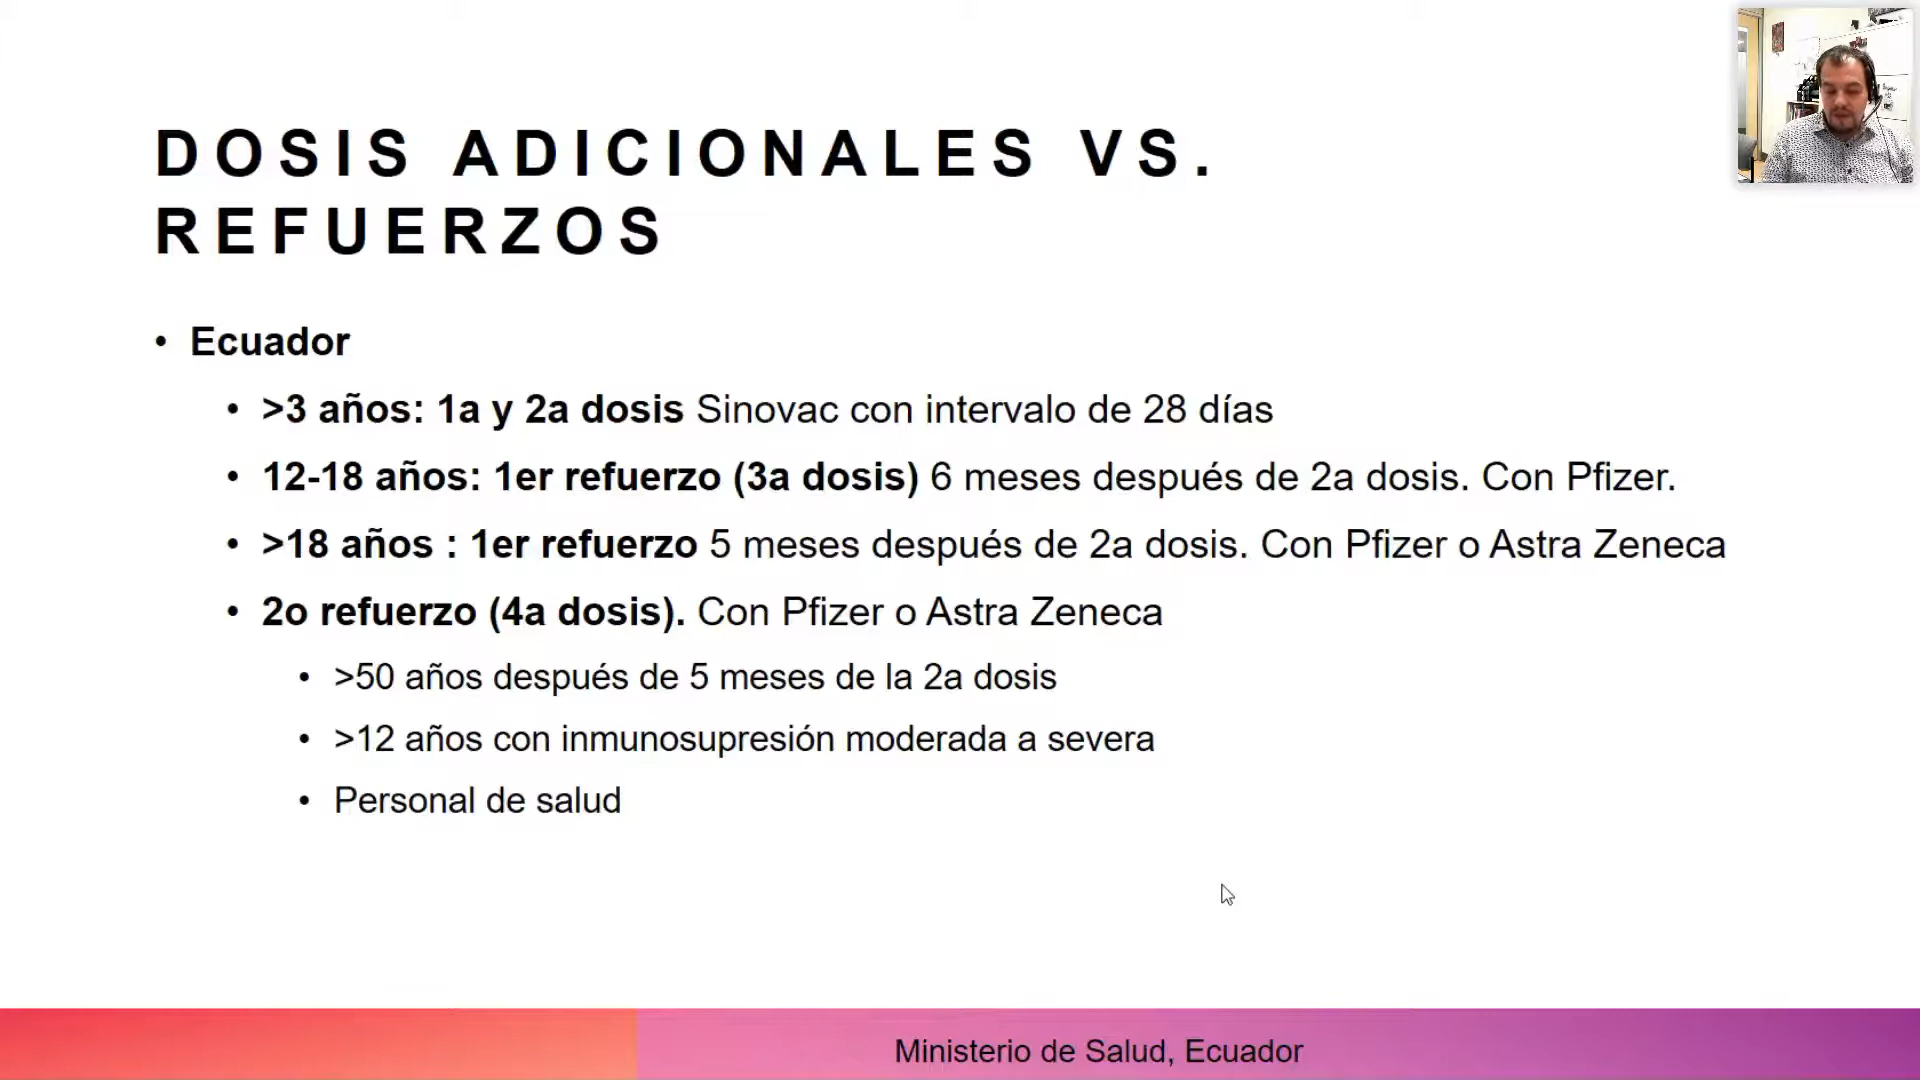 DOSIS ADICIONALES VS.
REFUERZOS
• Ecuador
• >3 años: 1a y 2a dosis Sinovac con intervalo de 28 días
• 12-18 años: 1er refuerzo (3a dosis) 6 meses después de 2a dosis. Con Pfizer.
• >18 años : 1er refuerzo 5 meses después de 2a dosis. Con Pfizer o Astra Zeneca
• 2o refuerzo (4a dosis). Con Pfizer o Astra Zeneca
• >50 años después de 5 meses de la 2a dosis
• >12 años con inmunosupresión moderada a severa
• Personal de salud
Ministerio de Salud, Ecuador